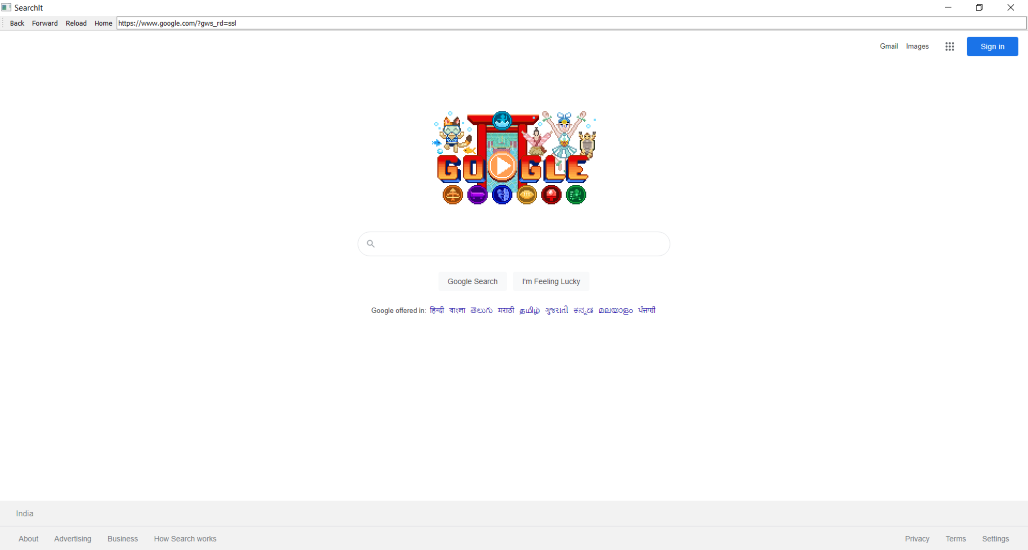 SearchIt
Back Forward Reload Home https://www.google.com/?gws_rd=ssl
Gmail Images Sign in
GOOGLE
Google Search I'm Feeling Lucky
Google offered in: हिन्दी বাংলা తెలుగు मराठी தமிழ் ગુજરાતી ಕನ್ನಡ മലയാളം ਪੰਜਾਬੀ
India
About Advertising Business How Search works Privacy Terms Settings